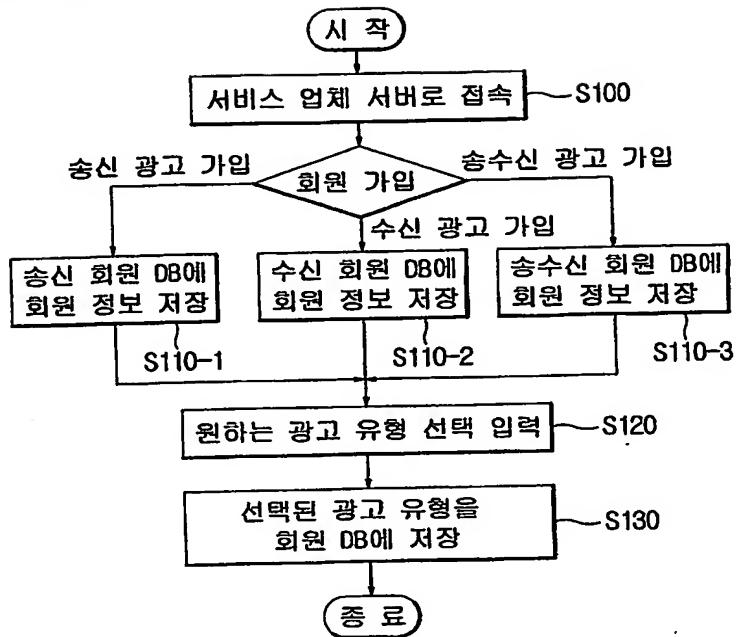 시 작
서비스 업체 서버로 접속
S100
송신 광고 가입
회원 가입
송수신 광고 가입
수신 광고 가입
송신 회원 DB에
회원 정보 저장
S110-1
수신 회원 DB에
회원 정보 저장
S110-2
송수신 회원 DB에
회원 정보 저장
S110-3
원하는 광고 유형 선택 입력
S120
선택된 광고 유형을
회원 DB에 저장
S130
종 료